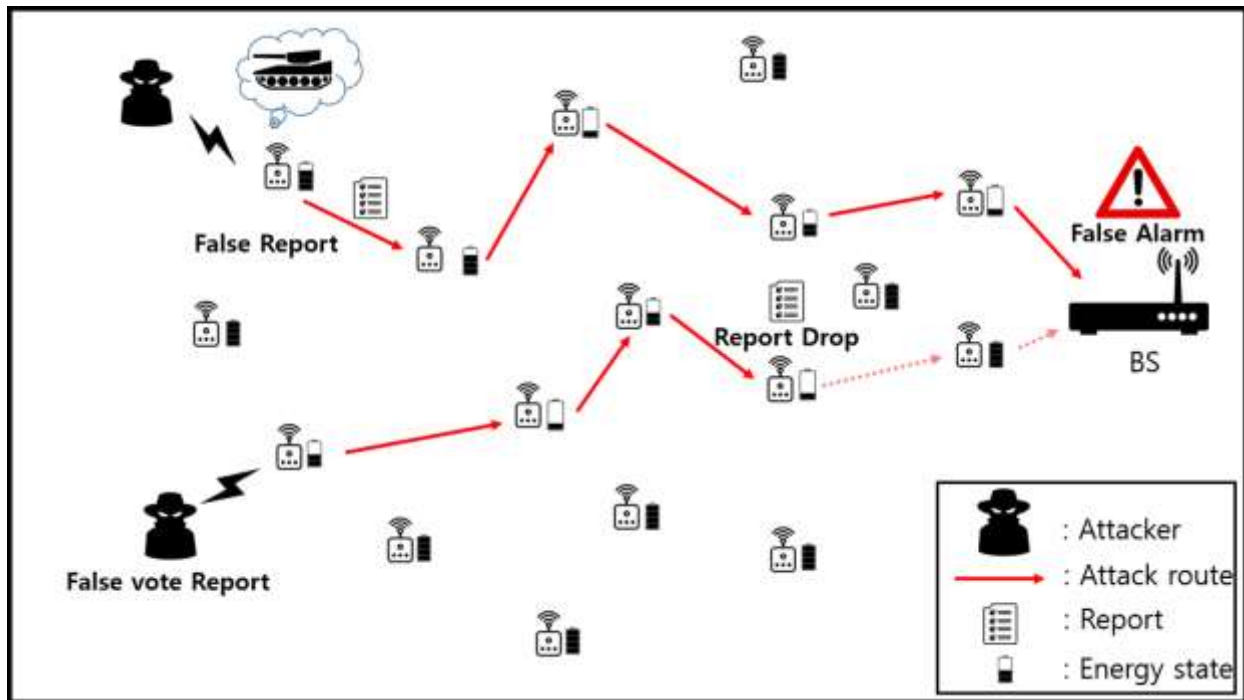 False Report
False Alarm
Report Drop
BS
False vote Report
: Attacker
: Attack route
: Report
: Energy state